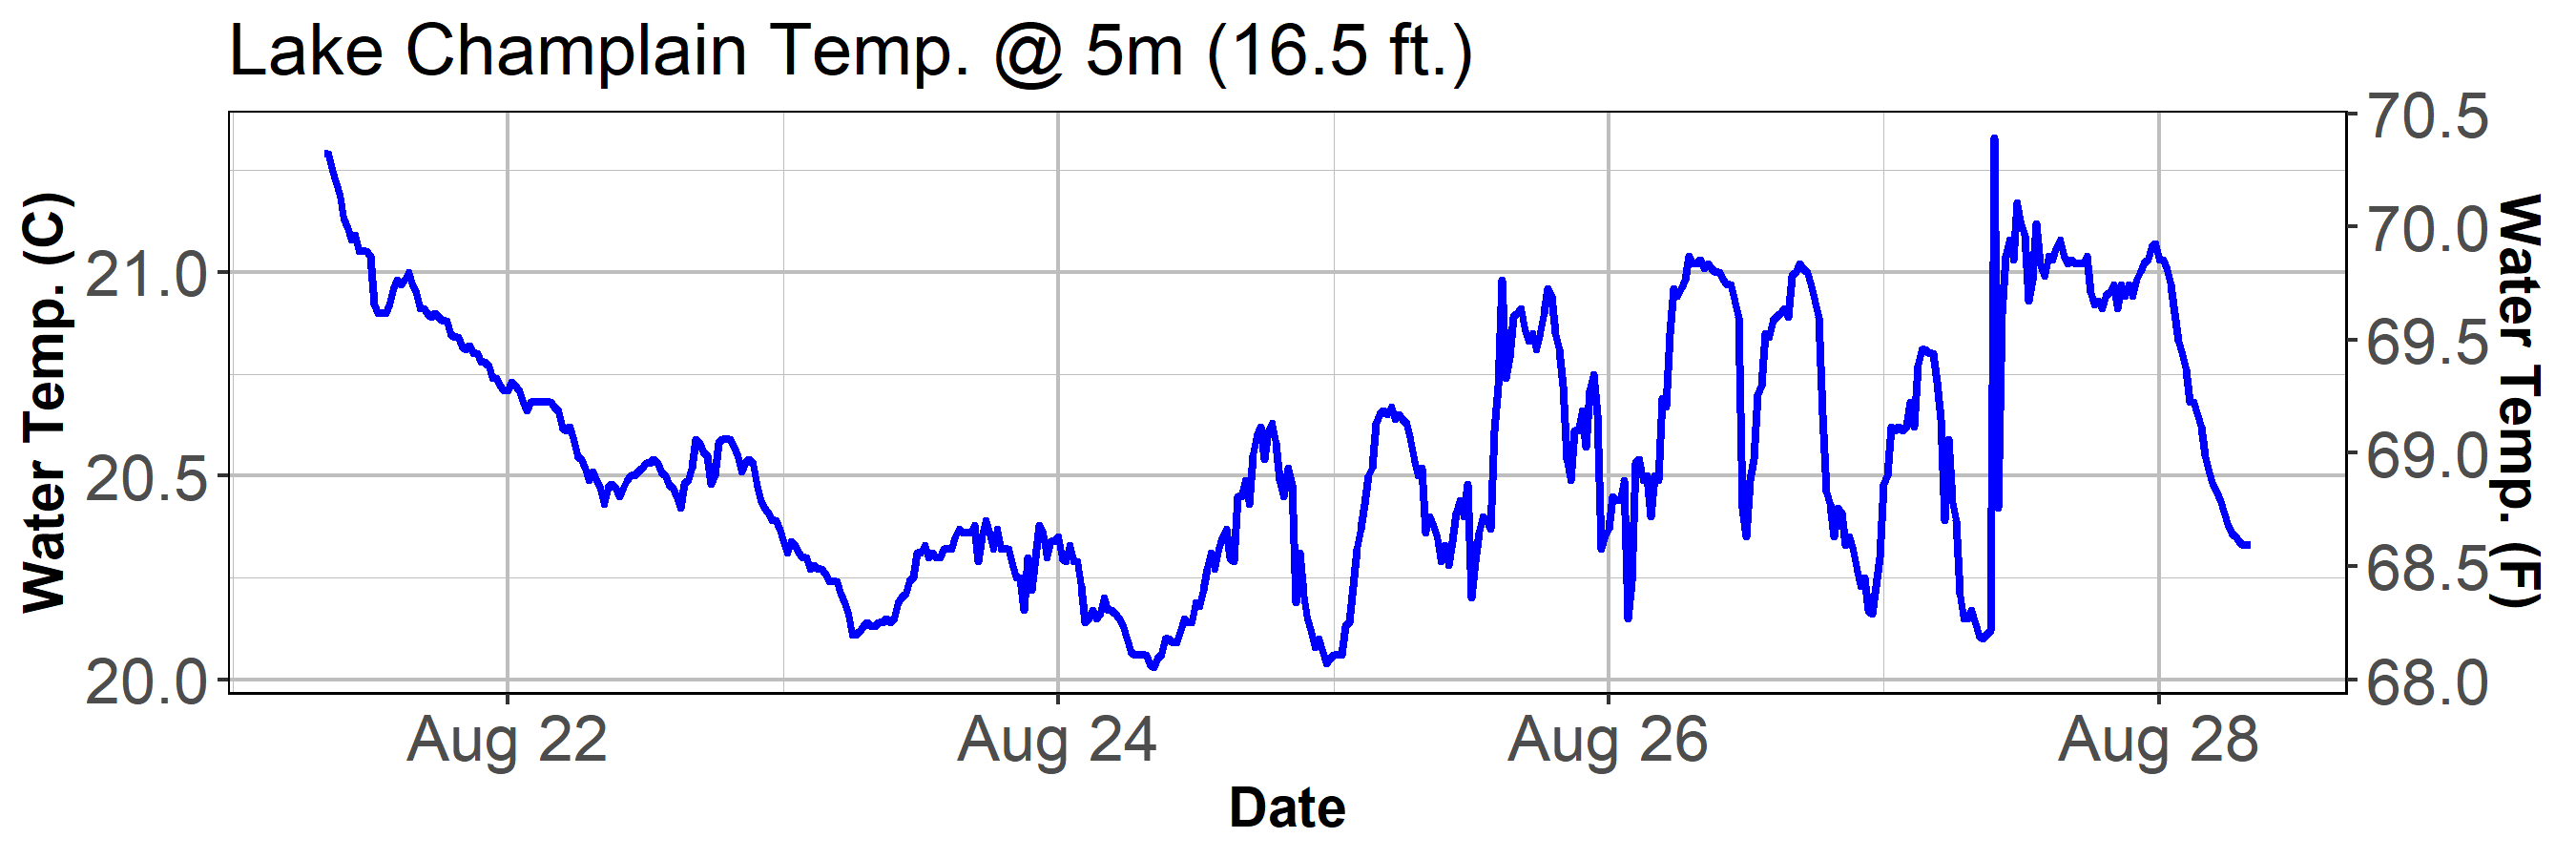 Lake Champlain Temp. @ 5m (16.5 ft.)
Water Temp. (C)
21.0
20.5
20.0
70.5
70.0
69.5
69.0
68.5
68.0
Water Temp. (F)
Aug 22 Aug 24 Aug 26 Aug 28
Date